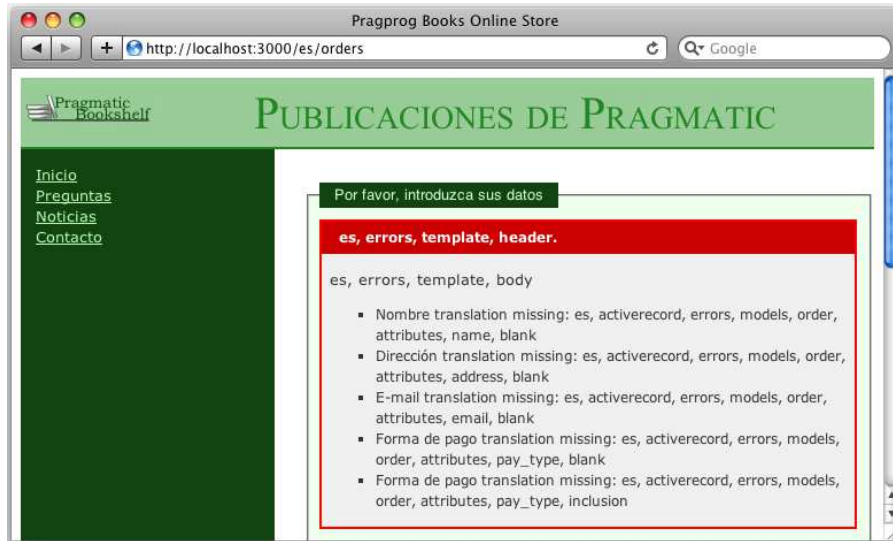 Pragprog Books Online Store
http://localhost:3000/es/orders
Google
Pragmatic
Bookshelf
PUBLICACIONES DE PRAGMATIC
Inicio
Preguntas
Noticias
Contacto
Por favor, introduzca sus datos
es, errors, template, header.
es, errors, template, body
Nombre translation missing: es, activerecord, errors, models, order,
attributes, name, blank
Dirección translation missing: es, activerecord, errors, models, order,
attributes, address, blank
E-mail translation missing: es, activerecord, errors, models, order,
attributes, email, blank
Forma de pago translation missing: es, activerecord, errors, models,
order, attributes, pay_type, blank
Forma de pago translation missing: es, activerecord, errors, models,
order, attributes, pay_type, inclusion